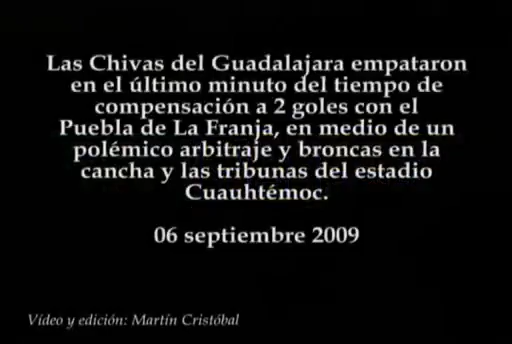 Las Chivas del Guadalajara empataron
en el último minuto del tiempo de
compensación a 2 goles con el
Puebla de La Franja, en medio de un
polémico arbitraje y broncas en la
cancha y las tribunas del estadio
Cuauhtémoc.
06 septiembre 2009
Vídeo y edición: Martín Cristóbal